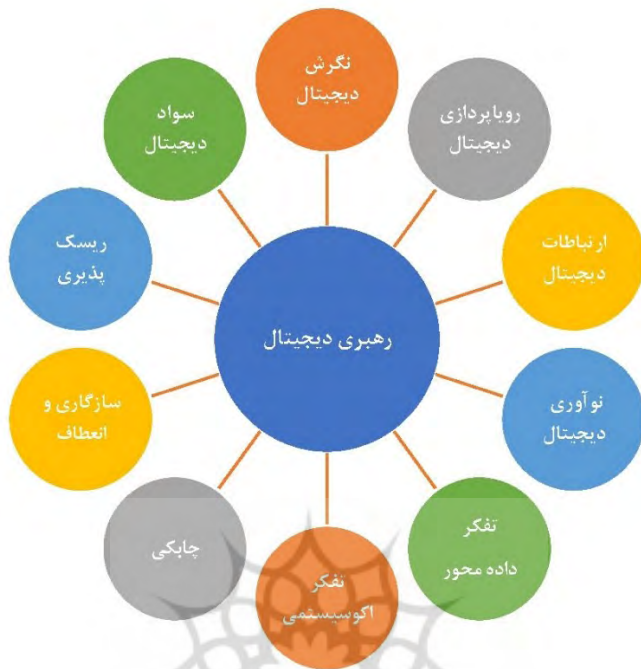 نگرش
دیجیتال
رویاپردازی
دیجیتال
ارتباطات
دیجیتال
نوآوری
دیجیتال
تفکر
داده محور
تفکر
اکوسیستمی
چابکی
سازگاری و
انعطاف
ریسک
پذیری
سواد
دیجیتال
رهبری دیجیتال